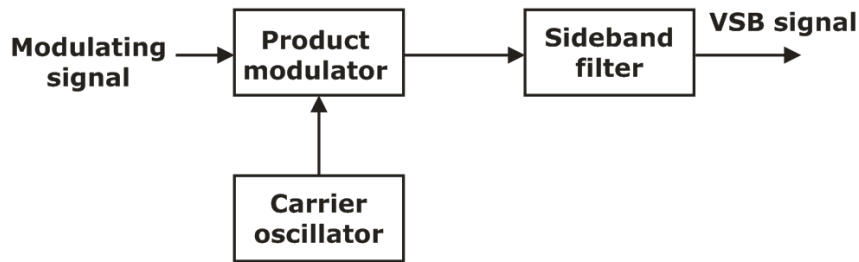 Modulating
signal
Product
modulator
Sideband
filter
VSB signal
Carrier
oscillator